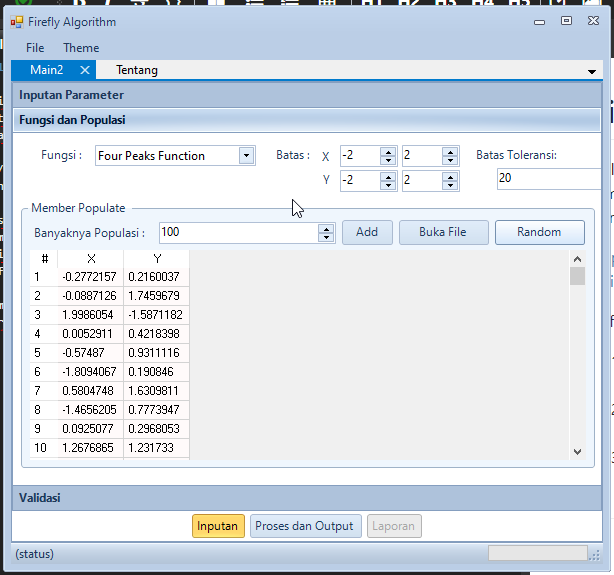 Firefly Algorithm
File Theme
Main2 Tentang
Inputan Parameter
Fungsi dan Populasi
Fungsi : Four Peaks Function Batas : X -2 2 Batas Toleransi:
Y -2 2 20
Member Populate
Banyaknya Populasi : 100 Add Buka File Random
# X Y
1 -0.2772157 0.2160037
2 -0.0887126 1.7459679
3 1.9986054 -1.5871182
4 0.0052911 0.4218398
5 -0.57487 0.9311116
6 -1.8094067 0.190846
7 0.5804748 1.6309811
8 -1.4656205 0.7773947
9 0.0925077 0.2968053
10 1.2676865 1.231733
Validasi
Inputan Proses dan Output Laporan
(status)